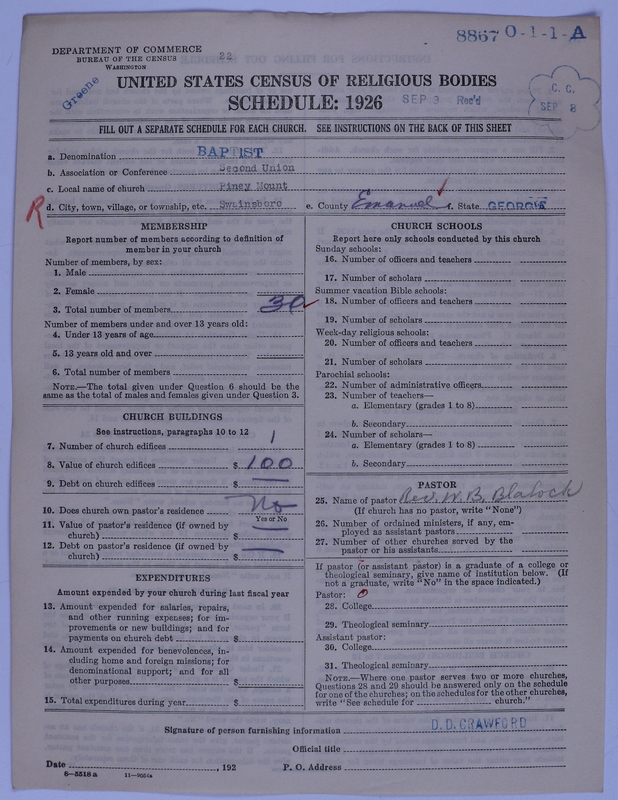 8867 0-1-1-A
DEPARTMENT OF COMMERCE
BUREAU OF THE CENSUS
WASHINGTON
22
Greene
UNITED STATES CENSUS OF RELIGIOUS BODIES
SCHEDULE: 1926
SEP 3 Rec'd
C. C.
SEP 8
FILL OUT A SEPARATE SCHEDULE FOR EACH CHURCH. SEE INSTRUCTIONS ON THE BACK OF THIS SHEET
a. Denomination BAPTIST
b. Association or Conference Second Union
c. Local name of church Piney Mount
R d. City, town, village, or township, etc. Swainsboro e. County Emanuel f. State GEORGIA
MEMBERSHIP
Report number of members according to definition of
member in your church
Number of members, by sex:
1. Male
2. Female
3. Total number of members 30
Number of members under and over 13 years old:
4. Under 13 years of age
5. 13 years old and over
6. Total number of members
NOTE.—The total given under Question 6 should be the
same as the total of males and females given under Question 3.
CHURCH BUILDINGS
See instructions, paragraphs 10 to 12
7. Number of church edifices 1
8. Value of church edifices $ 100
9. Debt on church edifices $
10. Does church own pastor's residence No
Yes or No
11. Value of pastor's residence (if owned by
church) $
12. Debt on pastor's residence (if owned by
church) $
EXPENDITURES
Amount expended by your church during last fiscal year
13. Amount expended for salaries, repairs,
and other running expenses; for im-
provements or new buildings; and for
payments on church debt $
14. Amount expended for benevolences, in-
cluding home and foreign missions; for
denominational support; and for all
other purposes $
15. Total expenditures during year $
CHURCH SCHOOLS
Report here only schools conducted by this church
Sunday schools:
16. Number of officers and teachers
17. Number of scholars
Summer vacation Bible schools:
18. Number of officers and teachers
19. Number of scholars
Week-day religious schools:
20. Number of officers and teachers
21. Number of scholars
Parochial schools:
22. Number of administrative officers
23. Number of teachers—
a. Elementary (grades 1 to 8)
b. Secondary
24. Number of scholars—
a. Elementary (grades 1 to 8)
b. Secondary
PASTOR
25. Name of pastor Rev. W. B. Blalock
(If church has no pastor, write "None")
26. Number of ordained ministers, if any, em-
ployed as assistant pastors
27. Number of other churches served by the
pastor or his assistants
If pastor (or assistant pastor) is a graduate of a college or
theological seminary, give name of institution below. (If
not a graduate, write "No" in the space indicated.)
Pastor: 0
28. College
29. Theological seminary
Assistant pastor:
30. College
31. Theological seminary
NOTE.—Where one pastor serves two or more churches,
Questions 28 and 29 should be answered only on the schedule
for one of the churches; on the schedules for the other churches,
write "See schedule for church."
Signature of person furnishing information D. D. CRAWFORD
Official title
Date , 192 P. O. Address
8—5518 a 11—9051a